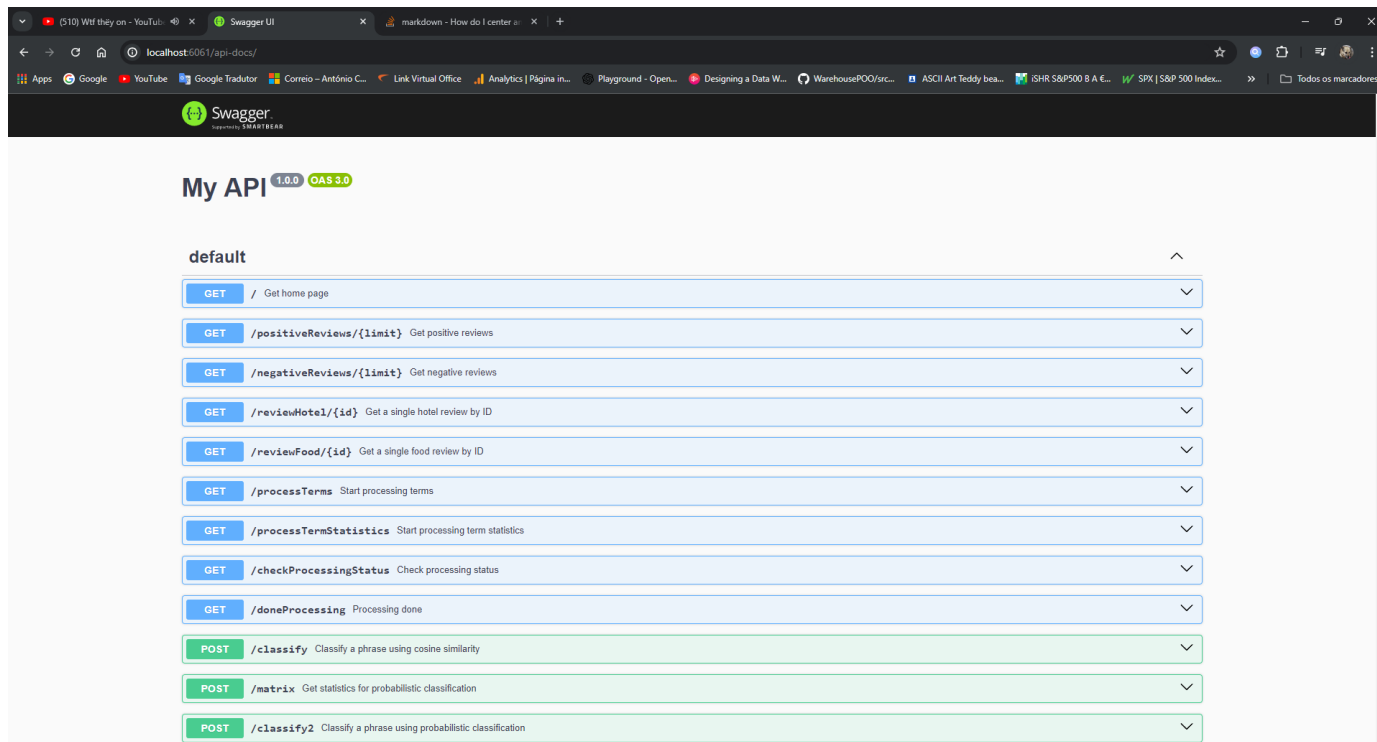 (510) Wtf thëy on - YouTub
Swagger UI
markdown - How do I center ar
localhost:6061/api-docs/
Apps Google YouTube Google Tradutor Correio – António C... Link Virtual Office Analytics | Página in... Playground - Open... Designing a Data W... WarehousePOO/src... ASCII Art Teddy bea... iSHR S&P500 B A €... SPX | S&P 500 Index... » Todos os marcadores
Swagger.
Supported by SMARTBEAR
My API 1.0.0 OAS 3.0
default
GET / Get home page
GET /positiveReviews/{limit} Get positive reviews
GET /negativeReviews/{limit} Get negative reviews
GET /reviewHotel/{id} Get a single hotel review by ID
GET /reviewFood/{id} Get a single food review by ID
GET /processTerms Start processing terms
GET /processTermStatistics Start processing term statistics
GET /checkProcessingStatus Check processing status
GET /doneProcessing Processing done
POST /classify Classify a phrase using cosine similarity
POST /matrix Get statistics for probabilistic classification
POST /classify2 Classify a phrase using probabilistic classification